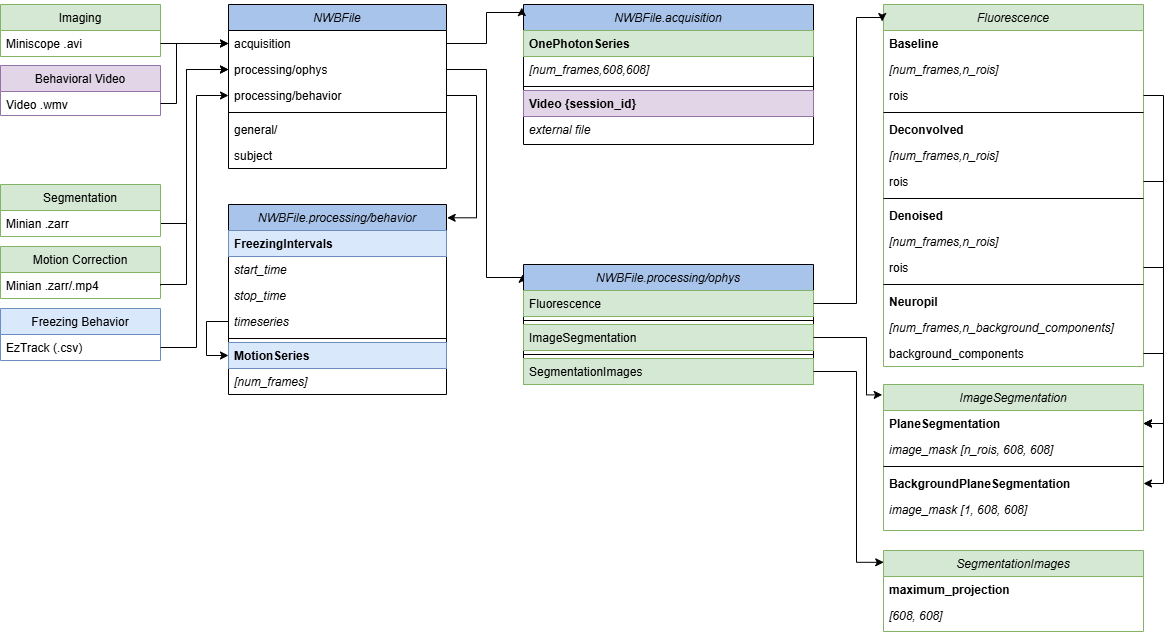 Imaging
Miniscope .avi
Behavioral Video
Video .wmv
Segmentation
Minian .zarr
Motion Correction
Minian .zarr/.mp4
Freezing Behavior
EzTrack (.csv)
NWBFile
acquisition
processing/ophys
processing/behavior
general/
subject
NWBFile.processing/behavior
FreezingIntervals
start_time
stop_time
timeseries
MotionSeries
[num_frames]
NWBFile.acquisition
OnePhotonSeries
[num_frames,608,608]
Video {session_id}
external file
NWBFile.processing/ophys
Fluorescence
ImageSegmentation
SegmentationImages
Fluorescence
Baseline
[num_frames,n_rois]
rois
Deconvolved
[num_frames,n_rois]
rois
Denoised
[num_frames,n_rois]
rois
Neuropil
[num_frames,n_background_components]
background_components
ImageSegmentation
PlaneSegmentation
image_mask [n_rois, 608, 608]
BackgroundPlaneSegmentation
image_mask [1, 608, 608]
SegmentationImages
maximum_projection
[608, 608]